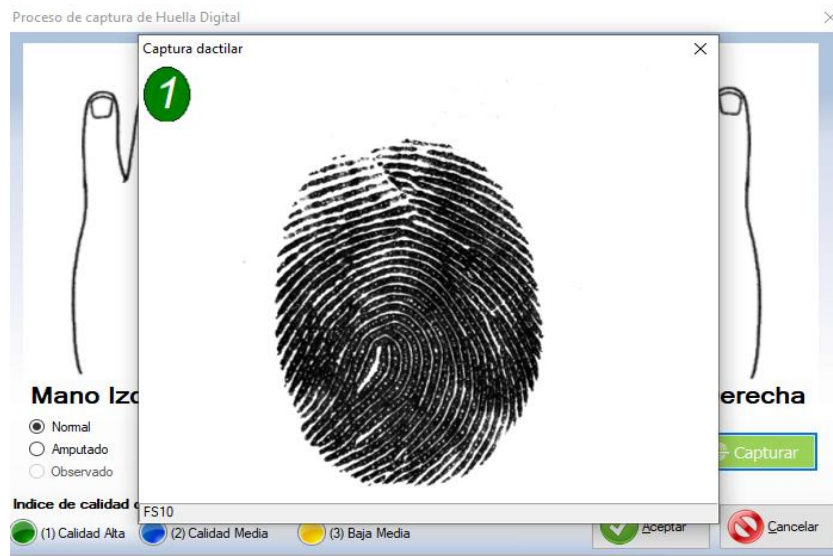 Proceso de captura de Huella Digital
Captura dactilar
1
Mano Izq
erecha
Normal
Amputado
Observado
Capturar
Indice de calidad
FS10
(1) Calidad Alta
(2) Calidad Media
(3) Baja Media
Aceptar
Cancelar